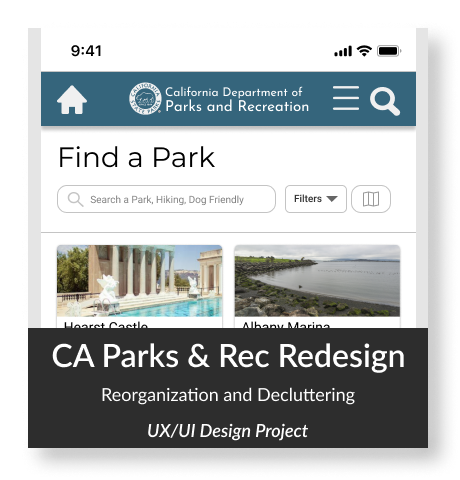 9:41
California Department of
Parks and Recreation
Find a Park
Search a Park, Hiking, Dog Friendly
Filters
Hearst Castle
Albany Marina
CA Parks & Rec Redesign
Reorganization and Decluttering
UX/UI Design Project